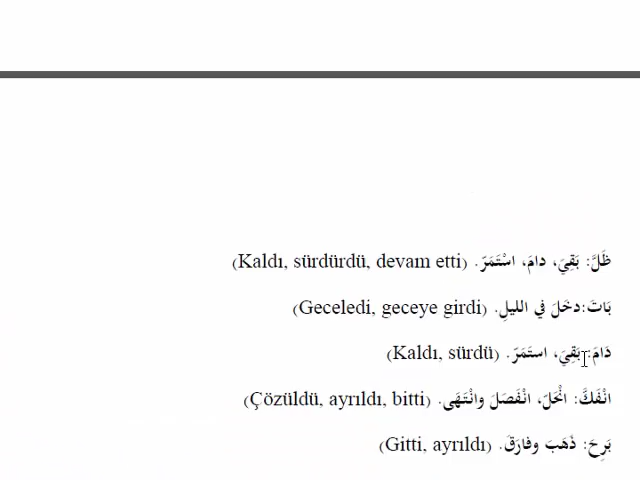 ظَلَّ: بَقِيَ، دامَ، اسْتَمَرّ. (Kaldı, sürdürdü, devam etti)
بَاتَ:دخَلَ في الليلِ. (Geceledi, geceye girdi)
دَامَ: بَقِيَ، استَمَرّ. (Kaldı, sürdü)
انْفَكَّ: انْحَلّ، انْفَصَلَ وانْتَهَى. (Çözüldü, ayrıldı, bitti)
بَرِحَ: ذَهَبَ وفارَقَ. (Gitti, ayrıldı)